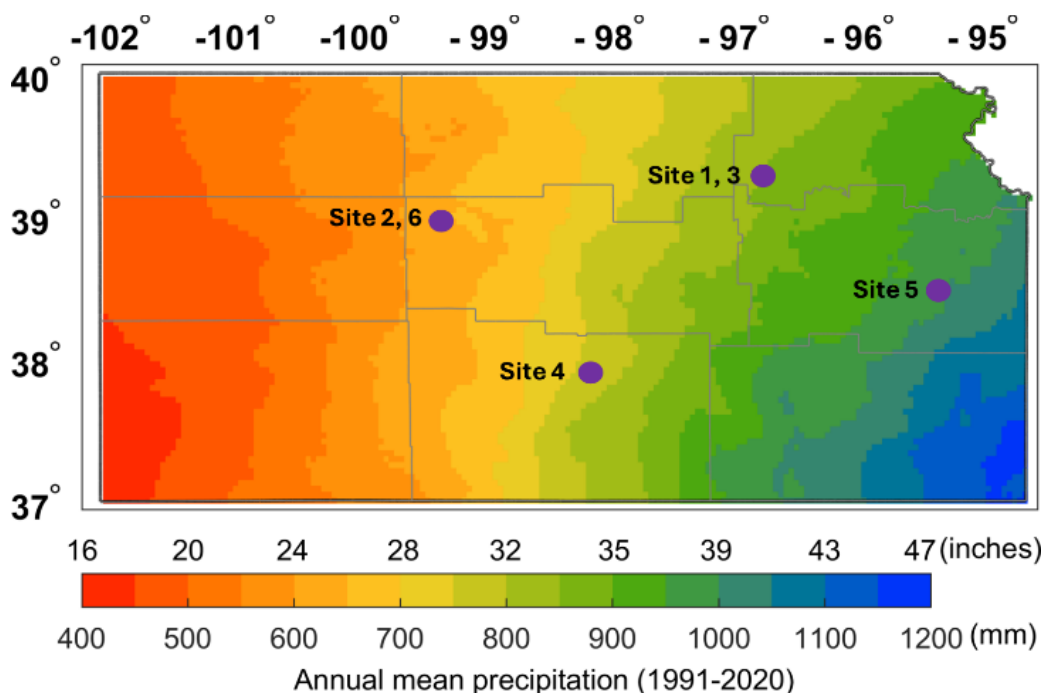 -102° -101° -100° - 99° - 98° - 97° - 96° - 95°
40°
Site 1, 3
39°
Site 2, 6
Site 5
38°
Site 4
37°
16 20 24 28 32 35 39 43 47 (inches)
400 500 600 700 800 900 1000 1100 1200 (mm)
Annual mean precipitation (1991-2020)